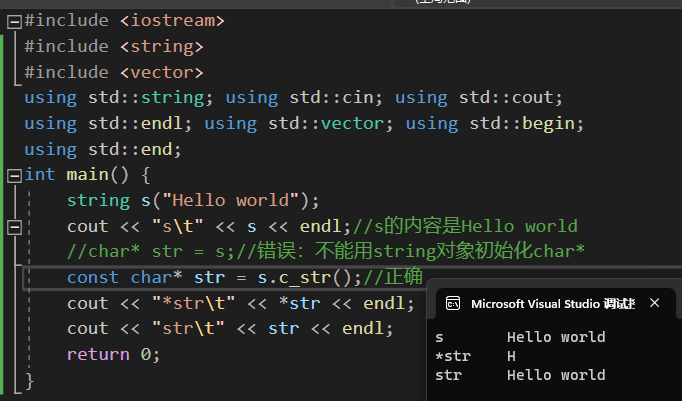 #include <iostream>
#include <string>
#include <vector>
using std::string; using std::cin; using std::cout;
using std::endl; using std::vector; using std::begin;
using std::end;
int main() {
string s("Hello world");
cout << "s\t" << s << endl;//s的内容是Hello world
//char* str = s;//错误：不能用string对象初始化char*
const char* str = s.c_str();//正确
cout << "*str\t" << *str << endl;
cout << "str\t" << str << endl;
return 0;
}
Microsoft Visual Studio 调试
s Hello world
*str H
str Hello world